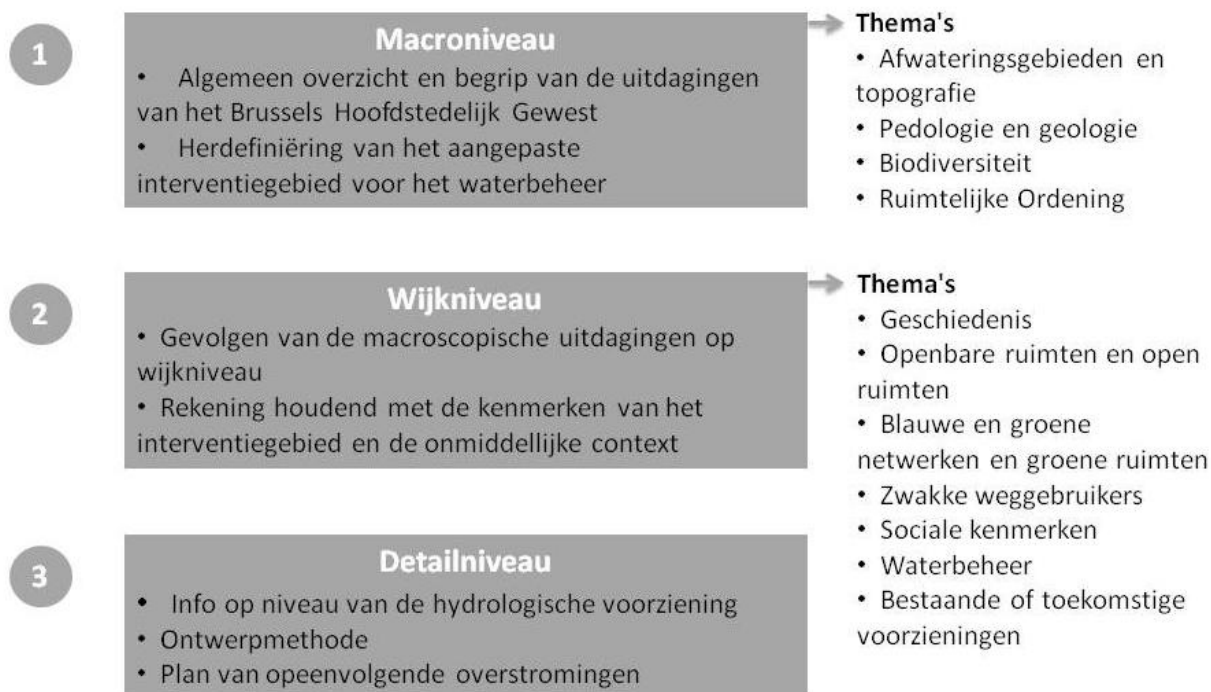 1
Macroniveau
• Algemeen overzicht en begrip van de uitdagingen
van het Brussels Hoofdstedelijk Gewest
• Herdefiniëring van het aangepaste
interventiegebied voor het waterbeheer
Thema's
• Afwateringsgebieden en
topografie
• Pedologie en geologie
• Biodiversiteit
• Ruimtelijke Ordening
2
Wijkniveau
• Gevolgen van de macroscopische uitdagingen op
wijkniveau
• Rekening houdend met de kenmerken van het
interventiegebied en de onmiddellijke context
Thema's
• Geschiedenis
• Openbare ruimten en open
ruimten
• Blauwe en groene
netwerken en groene ruimten
• Zwakke weggebruikers
• Sociale kenmerken
• Waterbeheer
• Bestaande of toekomstige
voorzieningen
3
Detailniveau
• Info op niveau van de hydrologische voorziening
• Ontwerpmethode
• Plan van opeenvolgende overstromingen